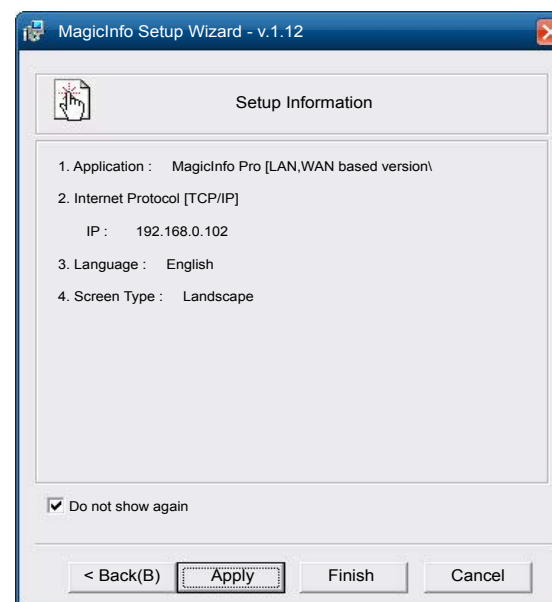 MagicInfo Setup Wizard - v.1.12
Setup Information
1. Application : MagicInfo Pro [LAN,WAN based version\
2. Internet Protocol [TCP/IP]
IP : 192.168.0.102
3. Language : English
4. Screen Type : Landscape
Do not show again
< Back(B) Apply Finish Cancel